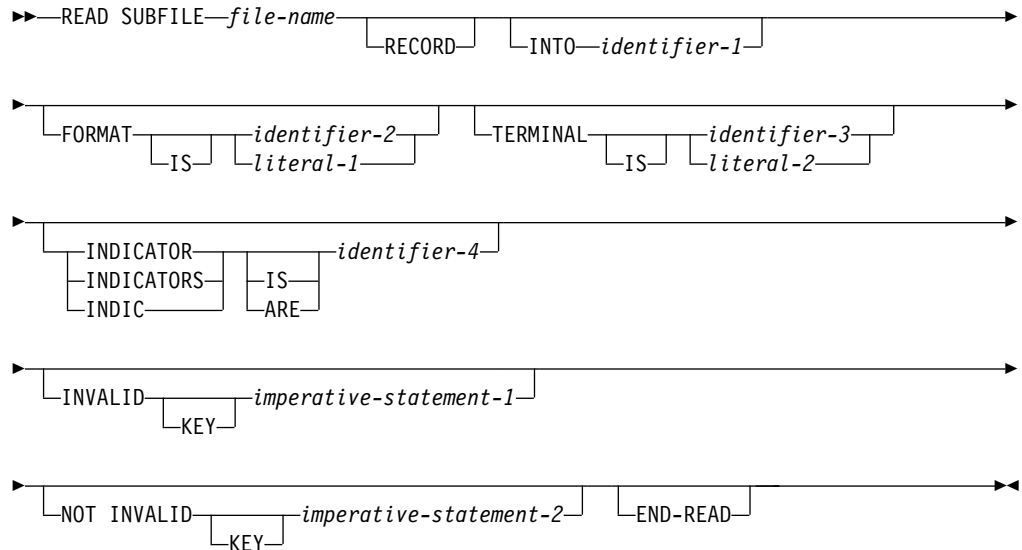 READ SUBFILE file-name
RECORD INTO identifier-1
FORMAT identifier-2 TERMINAL identifier-3
IS literal-1 IS literal-2
INDICATOR identifier-4
INDICATORS IS
INDIC ARE
INVALID imperative-statement-1
KEY
NOT INVALID imperative-statement-2 END-READ
KEY